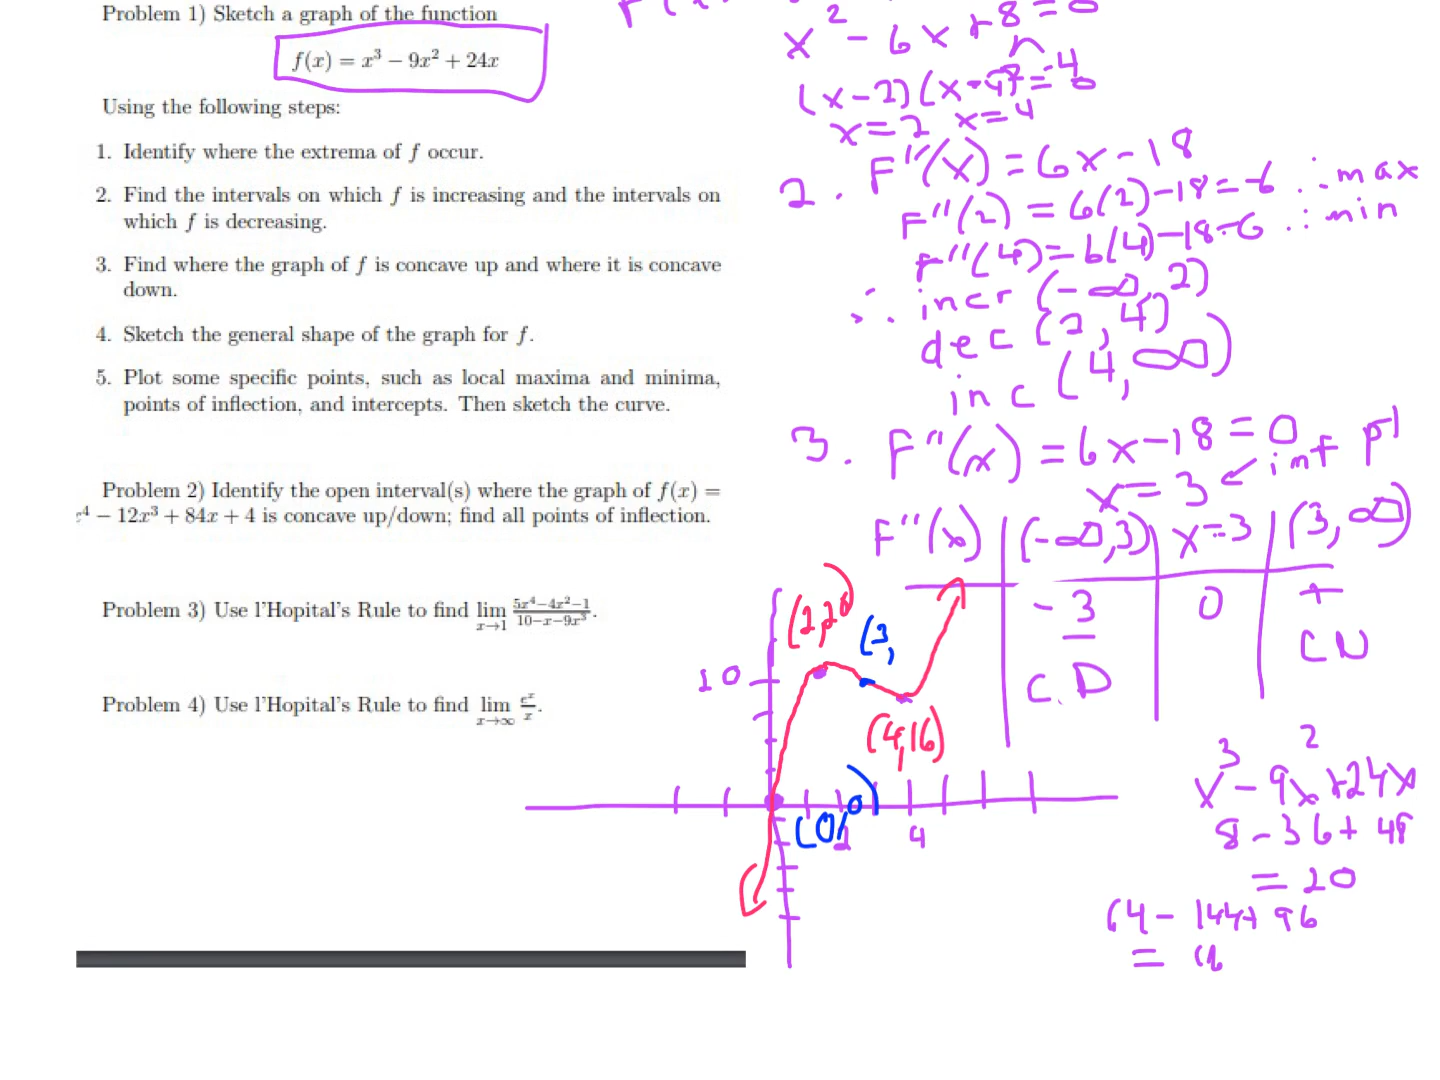 Problem 1) Sketch a graph of the function
f(x) = x³ − 9x² + 24x
Using the following steps:
1. Identify where the extrema of f occur.
2. Find the intervals on which f is increasing and the intervals on
which f is decreasing.
3. Find where the graph of f is concave up and where it is concave
down.
4. Sketch the general shape of the graph for f.
5. Plot some specific points, such as local maxima and minima,
points of inflection, and intercepts. Then sketch the curve.
Problem 2) Identify the open interval(s) where the graph of f(x) =
⁴ − 12x³ + 84x + 4 is concave up/down; find all points of inflection.
Problem 3) Use l'Hopital's Rule to find lim x→1 (5x⁴−4x²−1)/(10−x−9x³).
Problem 4) Use l'Hopital's Rule to find lim x→∞ eˣ/x.
x² − 6x + 8 = 0
x=2 x=4
2. F''(x) = 6x − 18
F''(2) = 6(2)−18=−6 ∴ max
F''(4)=6(4)−18=6 ∴ min
∴ incr (−∞, 2)
dec (2, 4)
inc (4, ∞)
3. F''(x) = 6x−18 = 0
x = 3 ← inf pt
F''(x) (−∞,3) x=3 (3, ∞)
−3 0 +
C.D CU
(2,20)
(3,
10
(4,16)
(0,0)
2 4
x³ − 9x² + 24x
8 − 36 + 48
= 20
64 − 144 + 96
= 16